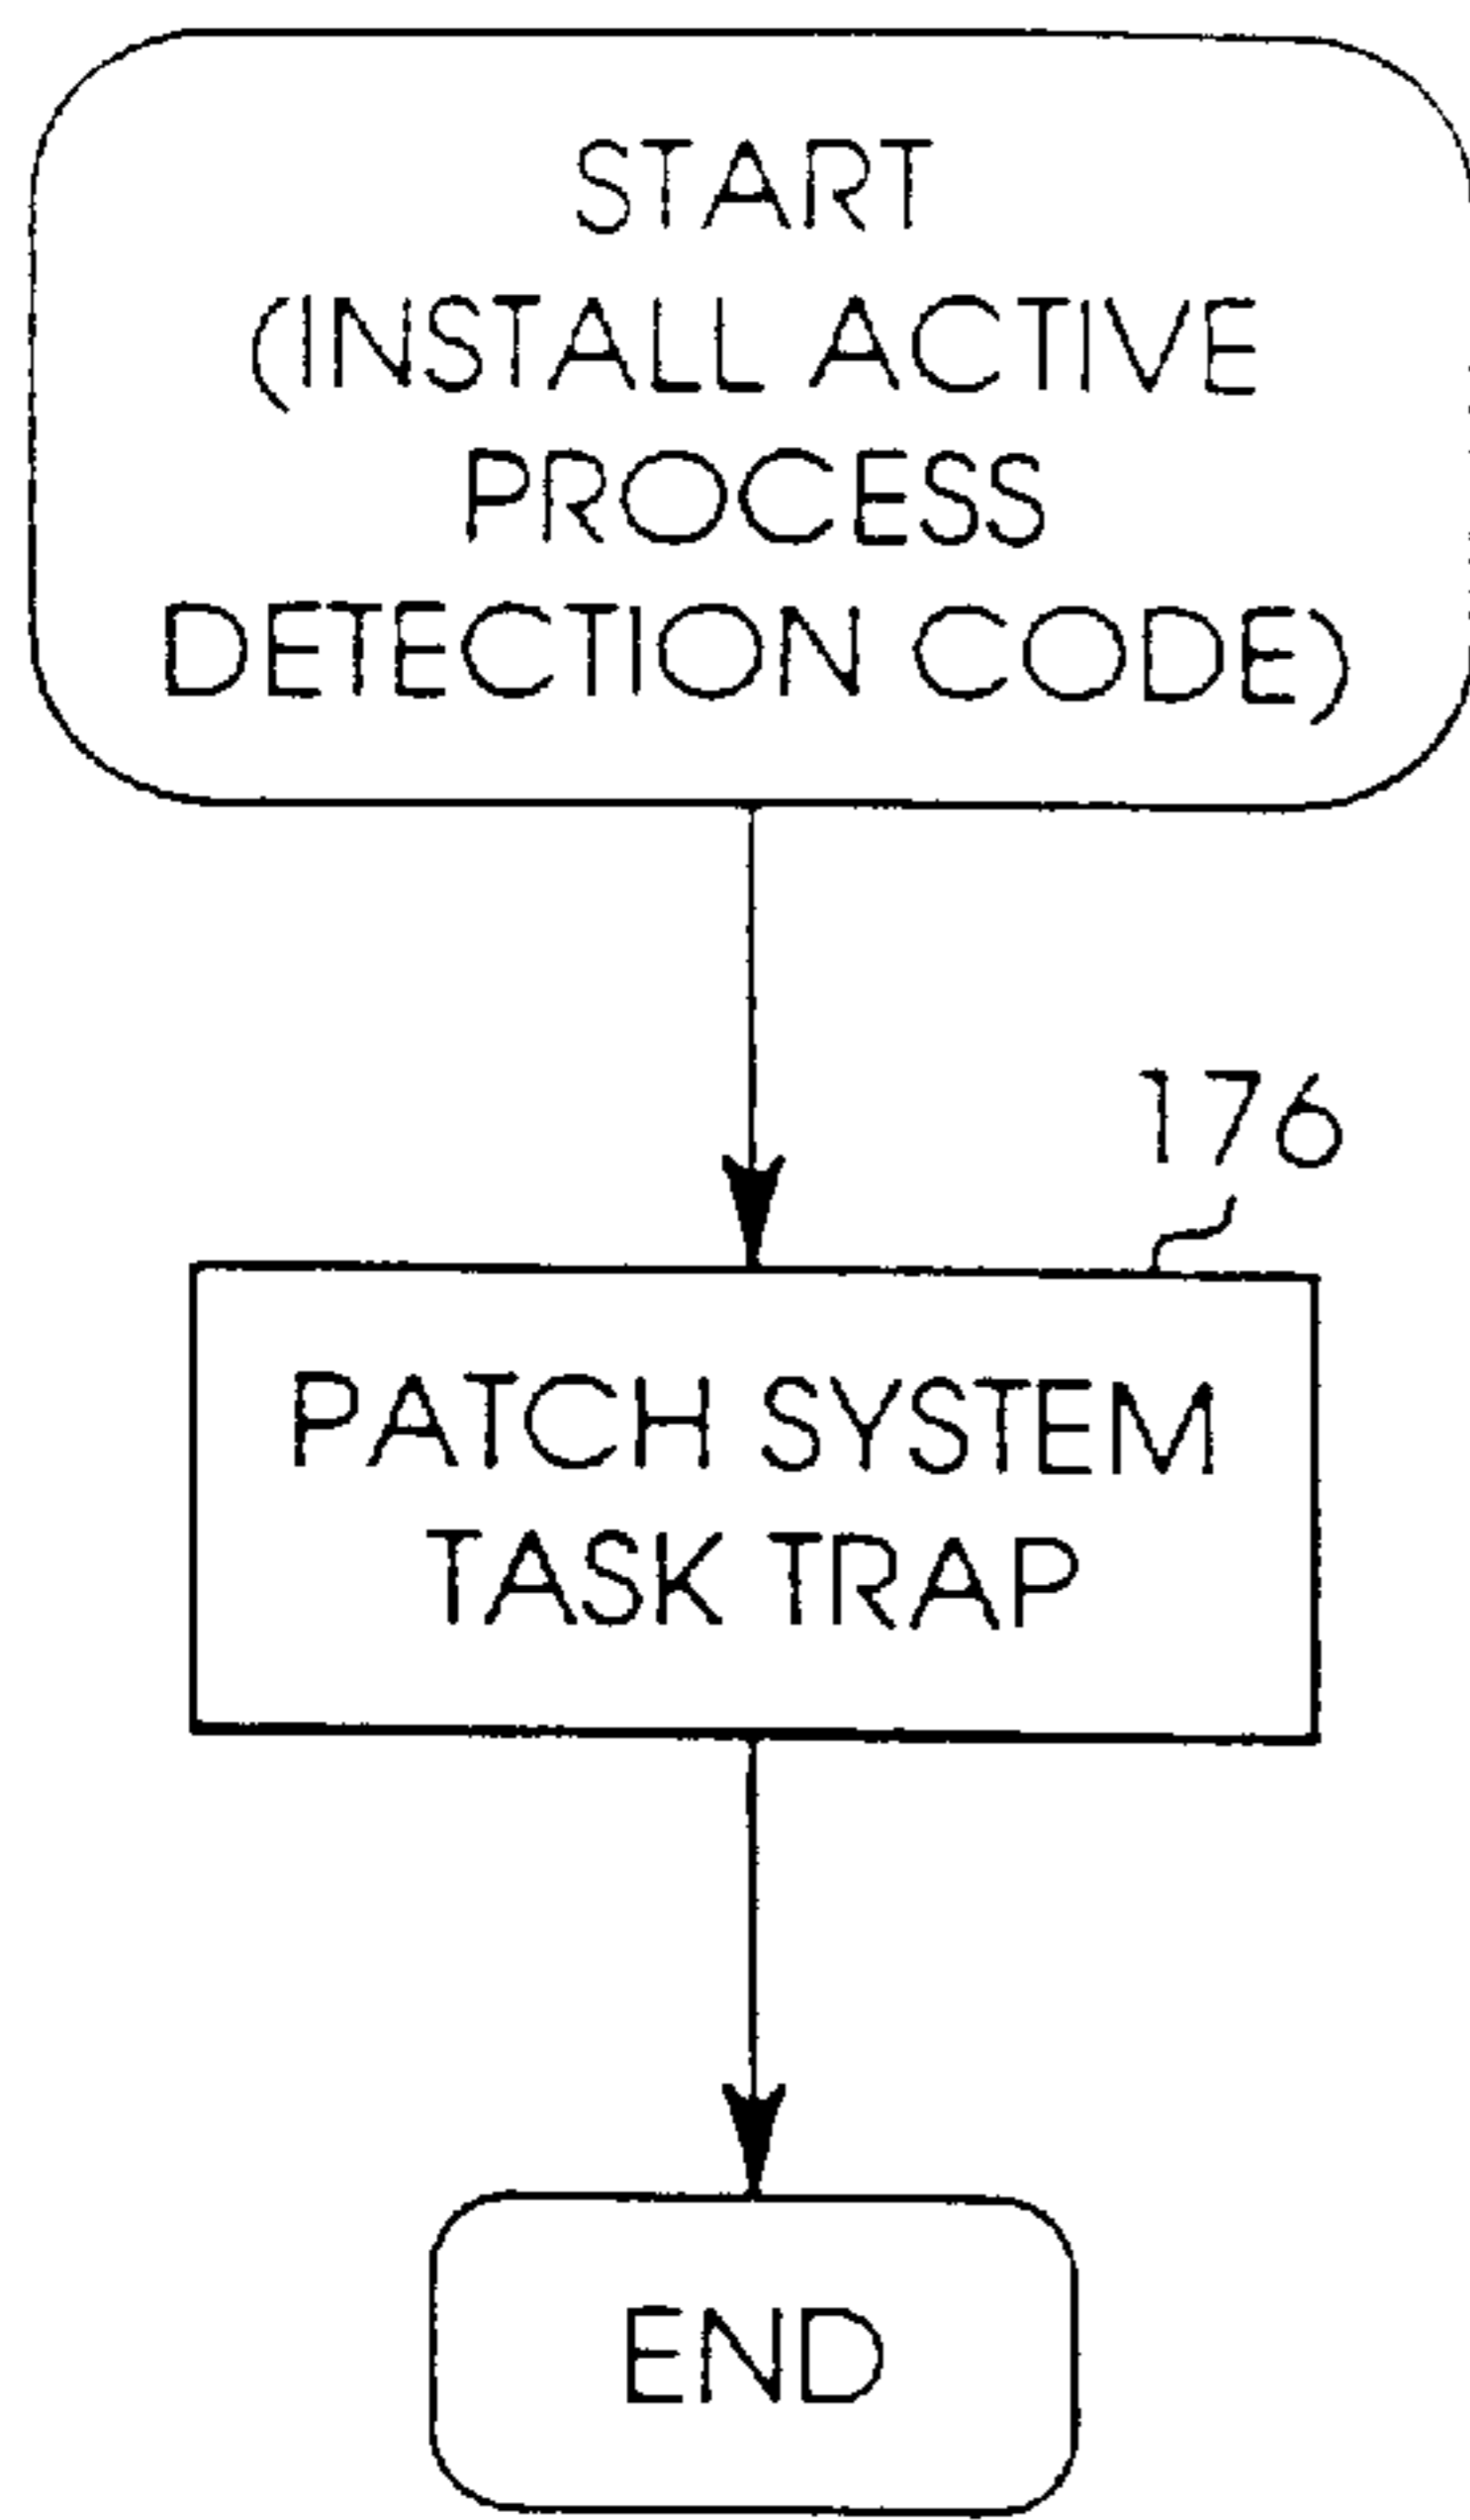 START
(INSTALL ACTIVE
PROCESS
DETECTION CODE)
176
PATCH SYSTEM
TASK TRAP
END